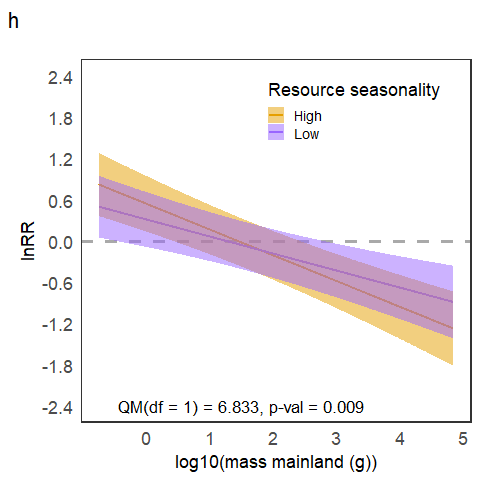 h
Resource seasonality
High
Low
2.4
1.8
1.2
0.6
0.0
-0.6
-1.2
-1.8
-2.4
lnRR
QM(df = 1) = 6.833, p-val = 0.009
0 1 2 3 4 5
log10(mass mainland (g))